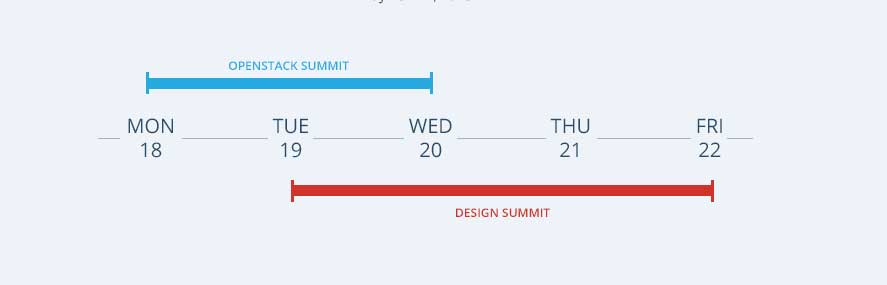 OPENSTACK SUMMIT
MON TUE WED THU FRI
18 19 20 21 22
DESIGN SUMMIT